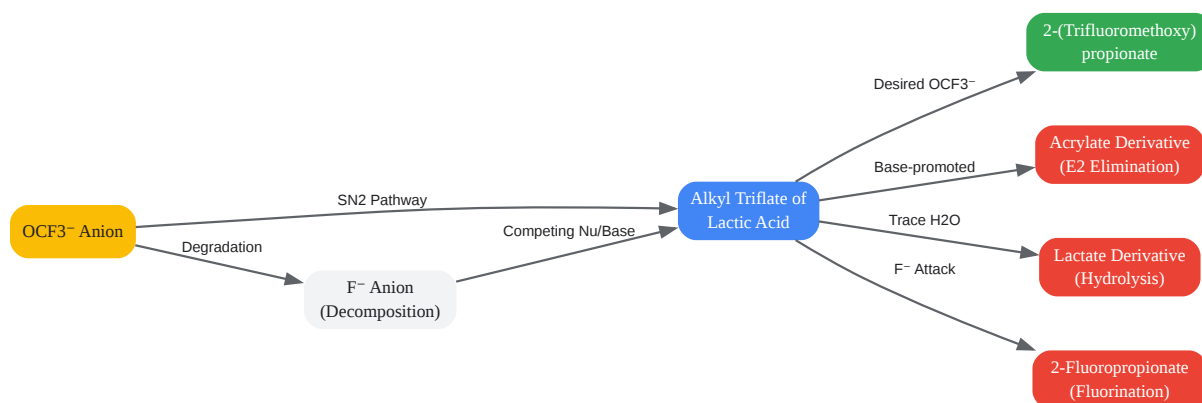 2-(Trifluoromethoxy)
propionate
Desired OCF3⁻
Acrylate Derivative
(E2 Elimination)
Base-promoted
SN2 Pathway
Alkyl Triflate of
Lactic Acid
OCF3⁻ Anion
Trace H2O
Competing Nu/Base
Degradation
Lactate Derivative
(Hydrolysis)
F⁻ Attack
F⁻ Anion
(Decomposition)
2-Fluoropropionate
(Fluorination)